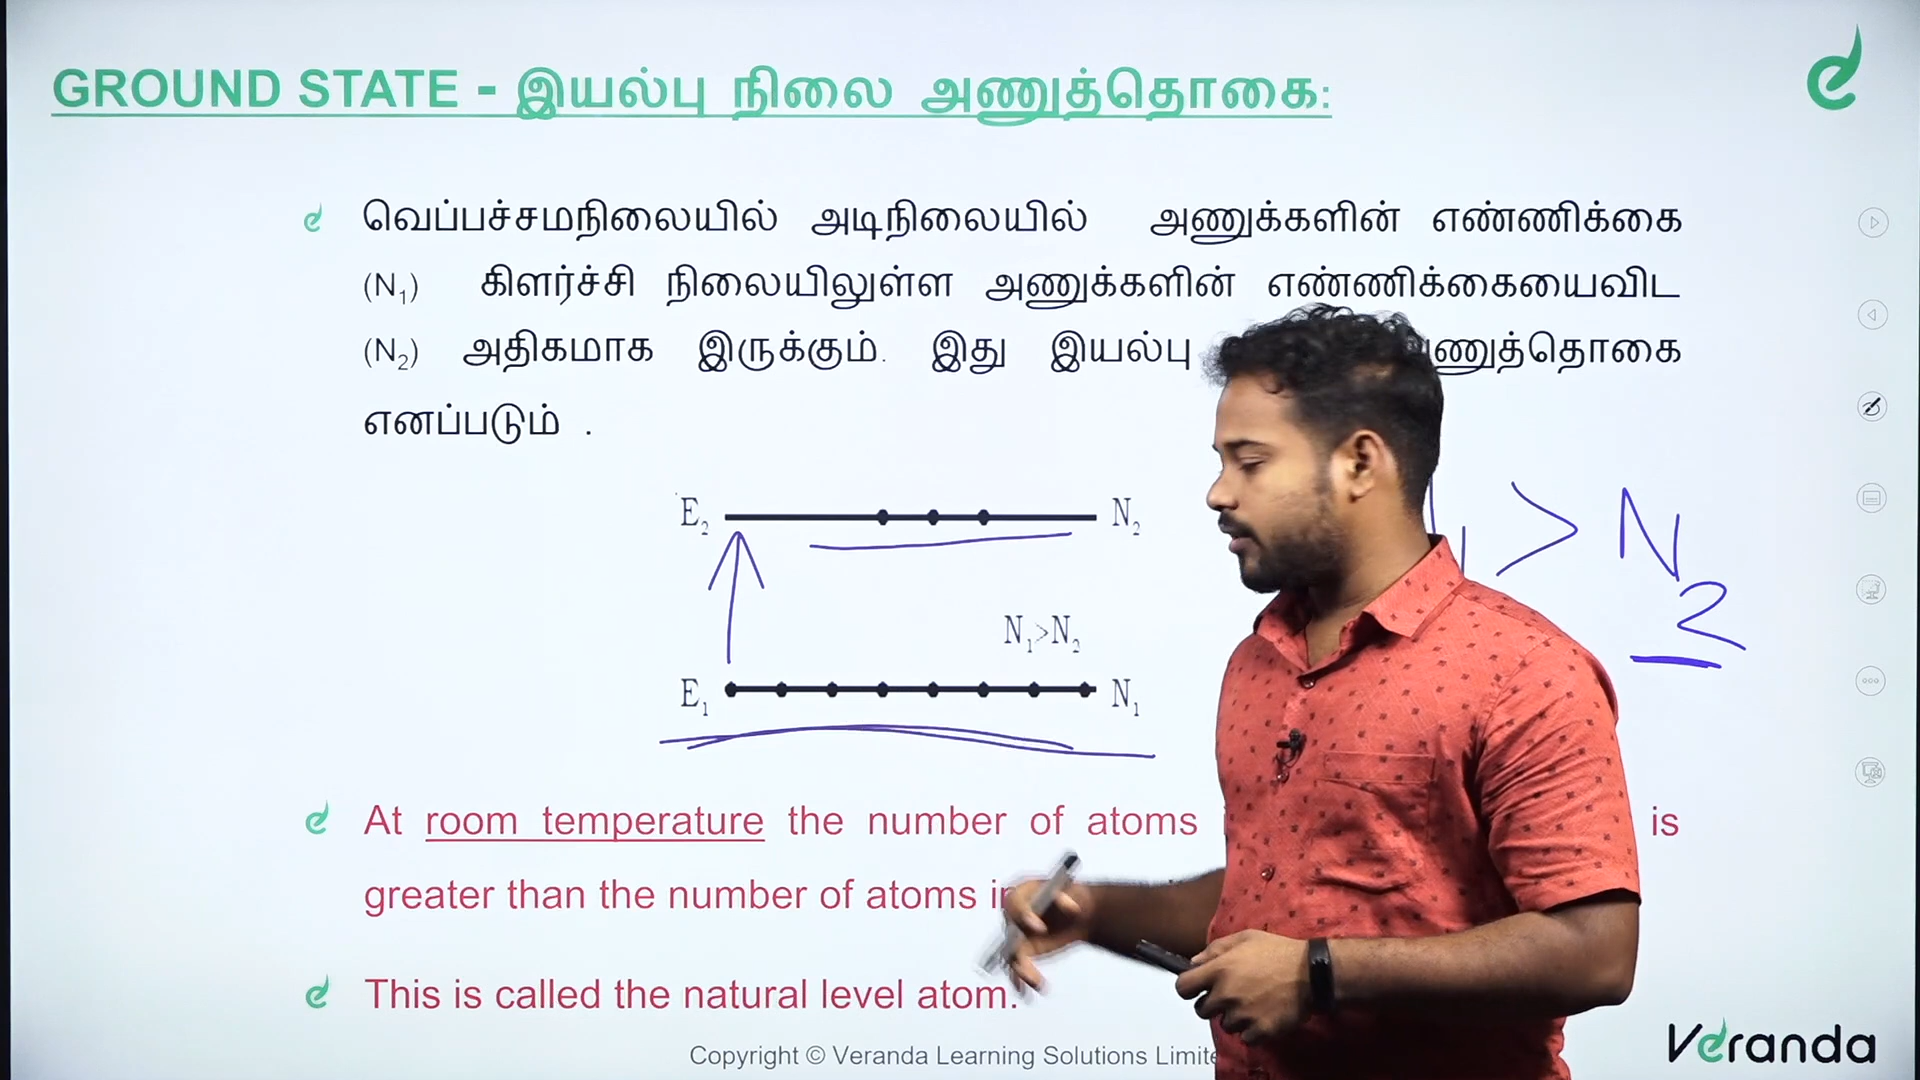 GROUND STATE - இயல்பு நிலை அணுத்தொகை:
வெப்பச்சமநிலையில் அடிநிலையில் அணுக்களின் எண்ணிக்கை
(N₁) கிளர்ச்சி நிலையிலுள்ள அணுக்களின் எண்ணிக்கையைவிட
(N₂) அதிகமாக இருக்கும். இது இயல்பு
எனப்படும் .
E₂ N₂
> N₂
N₁>N₂
E₁ N₁
At room temperature the number of atoms is
greater than the number of atoms
This is called the natural level atom.
Copyright © Veranda Learning Solutions
Veranda